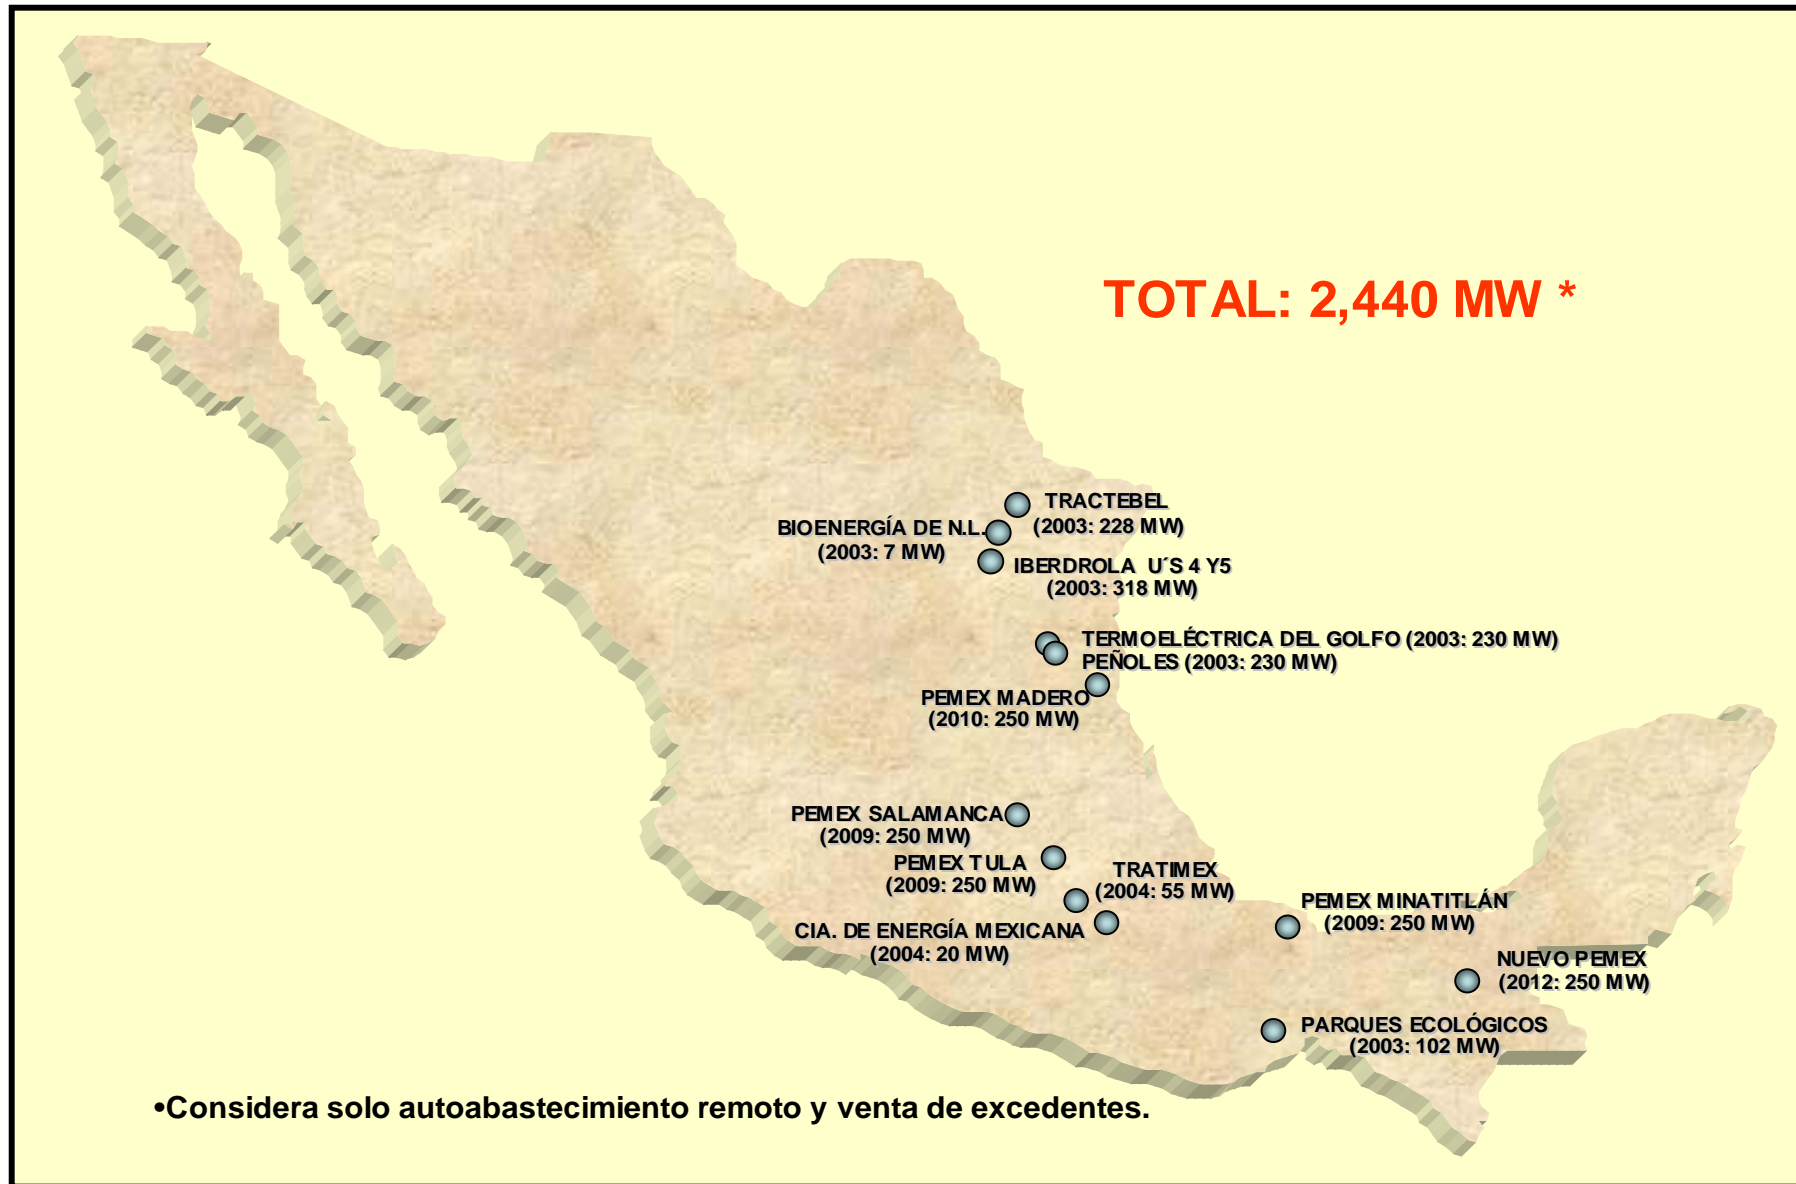 TOTAL: 2,440 MW *
TRACTEBEL
(2003: 228 MW)
BIOENERGÍA DE N.L.
(2003: 7 MW)
IBERDROLA U´S 4 Y5
(2003: 318 MW)
TERMOELÉCTRICA DEL GOLFO (2003: 230 MW)
PEÑOLES (2003: 230 MW)
PEMEX MADERO
(2010: 250 MW)
PEMEX SALAMANCA
(2009: 250 MW)
PEMEX TULA
(2009: 250 MW)
TRATIMEX
(2004: 55 MW)
CIA. DE ENERGÍA MEXICANA
(2004: 20 MW)
PEMEX MINATITLÁN
(2009: 250 MW)
NUEVO PEMEX
(2012: 250 MW)
PARQUES ECOLÓGICOS
(2003: 102 MW)
•Considera solo autoabastecimiento remoto y venta de excedentes.